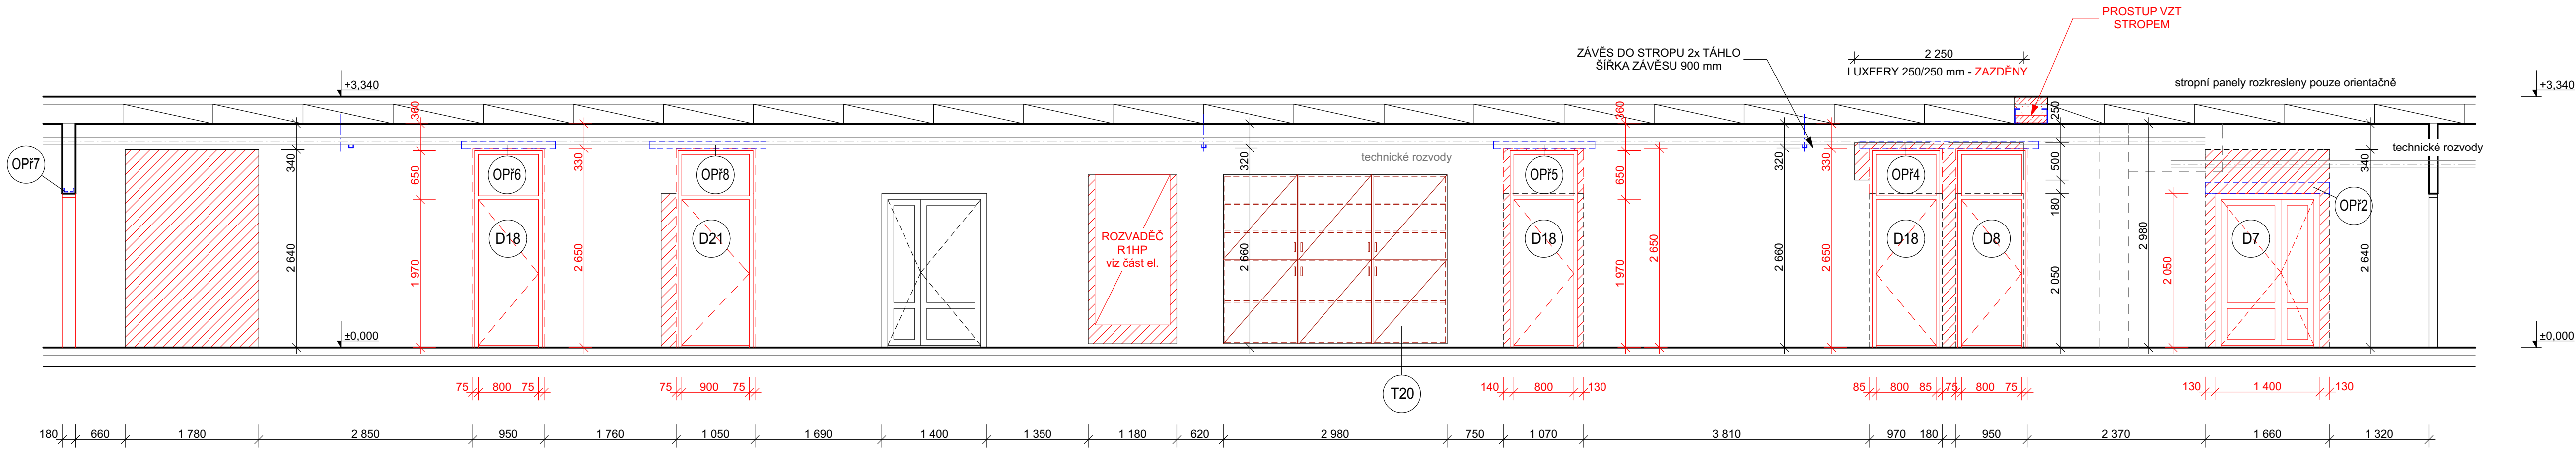 PROSTUP VZT
STROPEM
ZÁVĚS DO STROPU 2x TÁHLO
ŠÍŘKA ZÁVĚSU 900 mm
2 250
LUXFERY 250/250 mm - ZAZDĚNY
stropní panely rozkresleny pouze orientačně
+3,340
+3,340
360
360
250
OPř7
340
OPř6
650
330
OPř8
320
technické rozvody
OPř5
650
320
330
OPř4
500
180
technické rozvody
340
OPř2
D18
D21
ROZVADĚČ
R1HP
viz část el.
D18
D18
D8
D7
2 640
1 970
2 650
2 660
1 970
2 650
2 660
2 650
2 050
2 980
2 050
2 640
±0,000
±0,000
T20
75 800 75
75 900 75
140 800 130
85 800 85 75 800 75
130 1 400 130
180 660 1 780 2 850 950 1 760 1 050 1 690 1 400 1 350 1 180 620 2 980 750 1 070 3 810 970 180 950 2 370 1 660 1 320